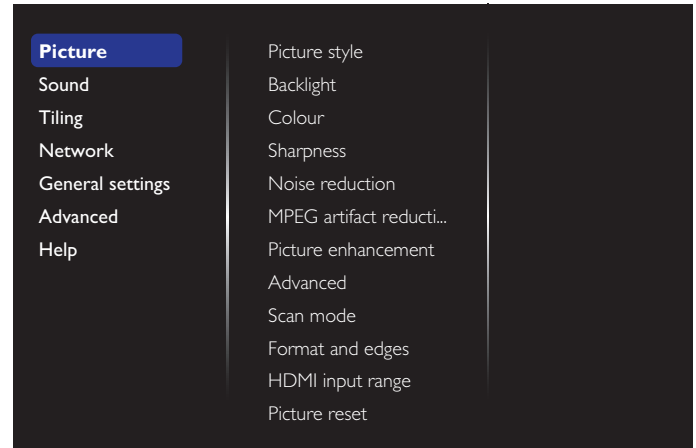 Picture
Sound
Tiling
Network
General settings
Advanced
Help
Picture style
Backlight
Colour
Sharpness
Noise reduction
MPEG artifact reducti...
Picture enhancement
Advanced
Scan mode
Format and edges
HDMI input range
Picture reset